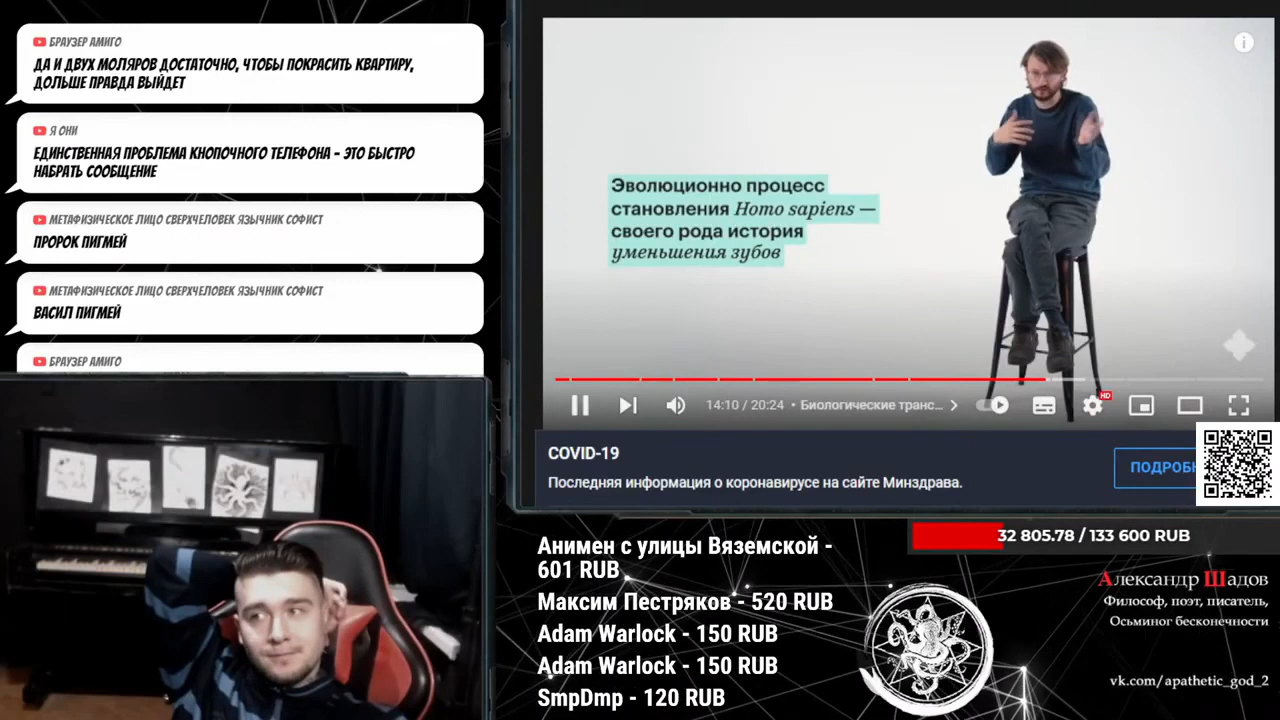 БРАУЗЕР АМИГО
ДА И ДВУХ МОЛЯРОВ ДОСТАТОЧНО, ЧТОБЫ ПОКРАСИТЬ КВАРТИРУ,
ДОЛЬШЕ ПРАВДА ВЫЙДЕТ
Я ОНИ
ЕДИНСТВЕННАЯ ПРОБЛЕМА КНОПОЧНОГО ТЕЛЕФОНА - ЭТО БЫСТРО
НАБРАТЬ СООБЩЕНИЕ
МЕТАФИЗИЧЕСКОЕ ЛИЦО СВЕРХЧЕЛОВЕК ЯЗЫЧНИК СОФИСТ
ПРОРОК ПИГМЕЙ
МЕТАФИЗИЧЕСКОЕ ЛИЦО СВЕРХЧЕЛОВЕК ЯЗЫЧНИК СОФИСТ
ВАСИЛ ПИГМЕЙ
БРАУЗЕР АМИГО
Эволюционно процесс
становления Homo sapiens —
своего рода история
уменьшения зубов
14:10 / 20:24 • Биологические транс...
HD
COVID-19
Последняя информация о коронавирусе на сайте Минздрава.
ПОДРОБН
32 805.78 / 133 600 RUB
Анимен с улицы Вяземской -
601 RUB
Максим Пестряков - 520 RUB
Adam Warlock - 150 RUB
Adam Warlock - 150 RUB
SmpDmp - 120 RUB
Александр Шадов
Философ, поэт, писатель,
Осьминог бесконечности
vk.com/apathetic_god_2